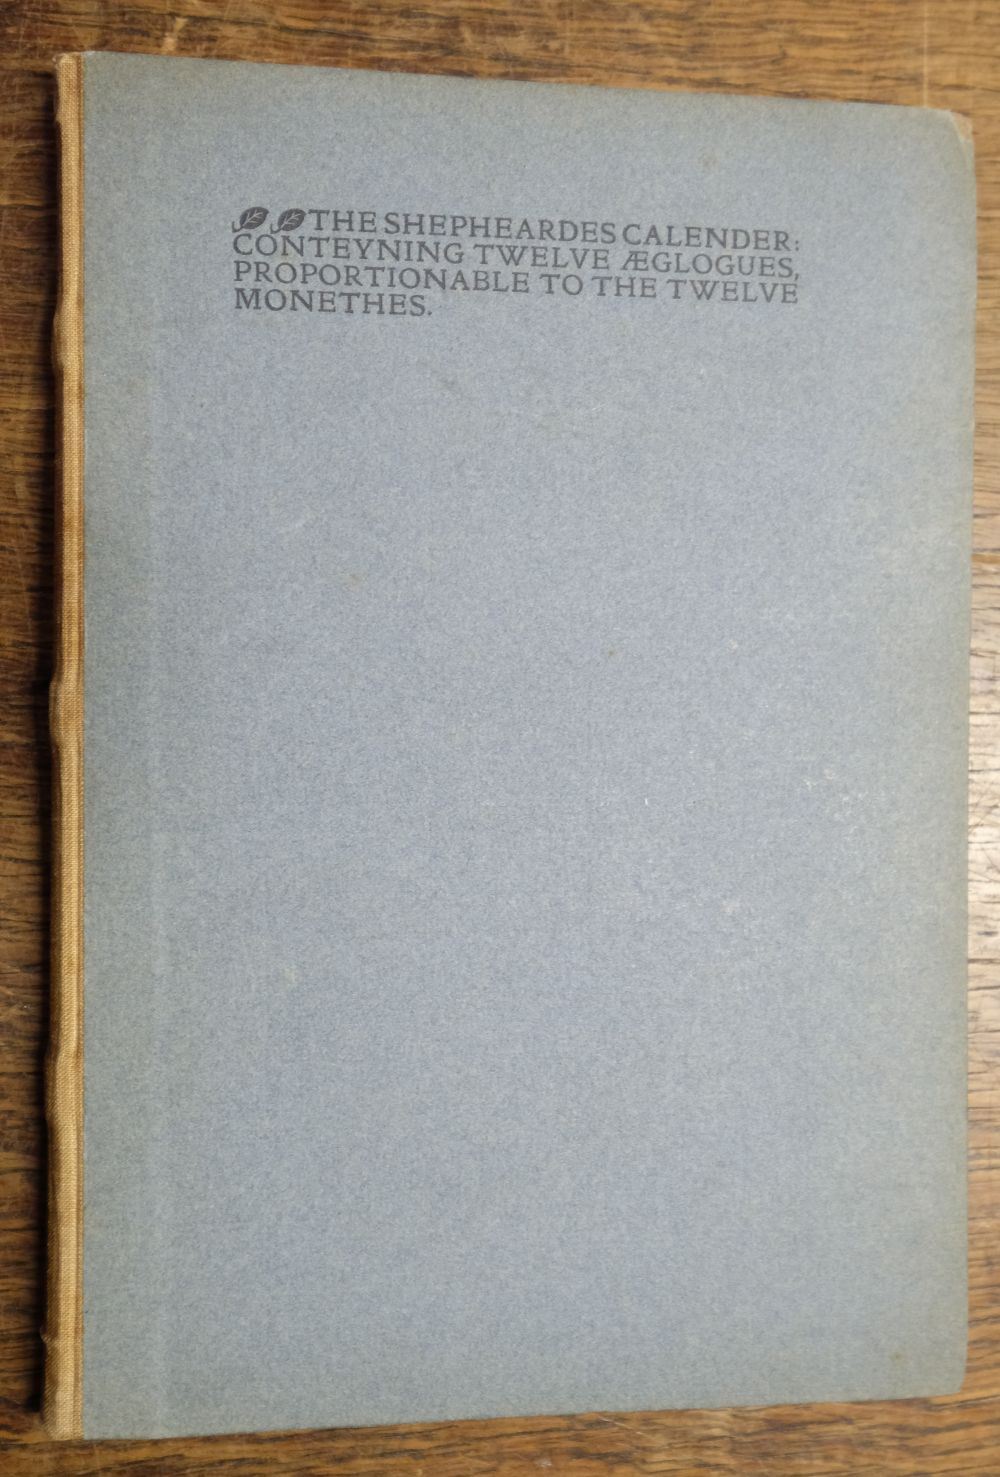 THE SHEPHEARDES CALENDER:
CONTEYNING TWELVE ÆGLOGUES,
PROPORTIONABLE TO THE TWELVE
MONETHES.